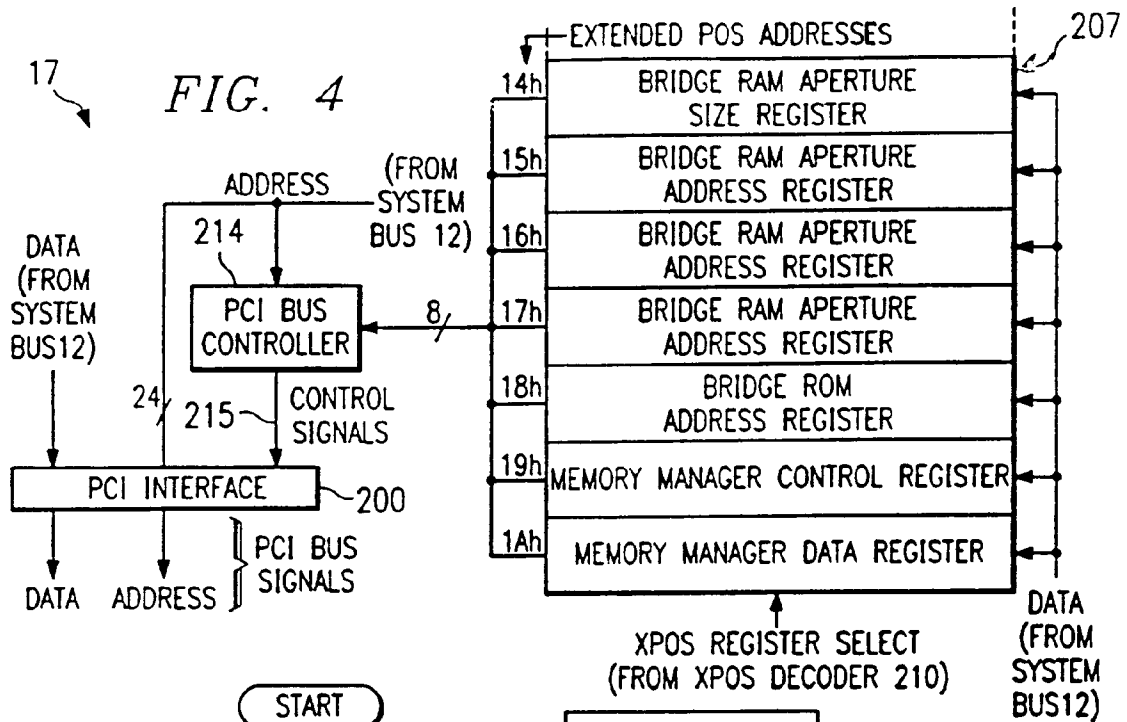 17
FIG. 4
EXTENDED POS ADDRESSES
207
14h
BRIDGE RAM APERTURE
SIZE REGISTER
15h
BRIDGE RAM APERTURE
ADDRESS REGISTER
16h
BRIDGE RAM APERTURE
ADDRESS REGISTER
17h
BRIDGE RAM APERTURE
ADDRESS REGISTER
18h
BRIDGE ROM
ADDRESS REGISTER
19h
MEMORY MANAGER CONTROL REGISTER
1Ah
MEMORY MANAGER DATA REGISTER
ADDRESS
(FROM
SYSTEM
BUS 12)
214
DATA
(FROM
SYSTEM
BUS12)
PCI BUS
CONTROLLER
8
24
215
CONTROL
SIGNALS
PCI INTERFACE
200
PCI BUS
SIGNALS
DATA
ADDRESS
XPOS REGISTER SELECT
(FROM XPOS DECODER 210)
DATA
(FROM
SYSTEM
BUS12)
START